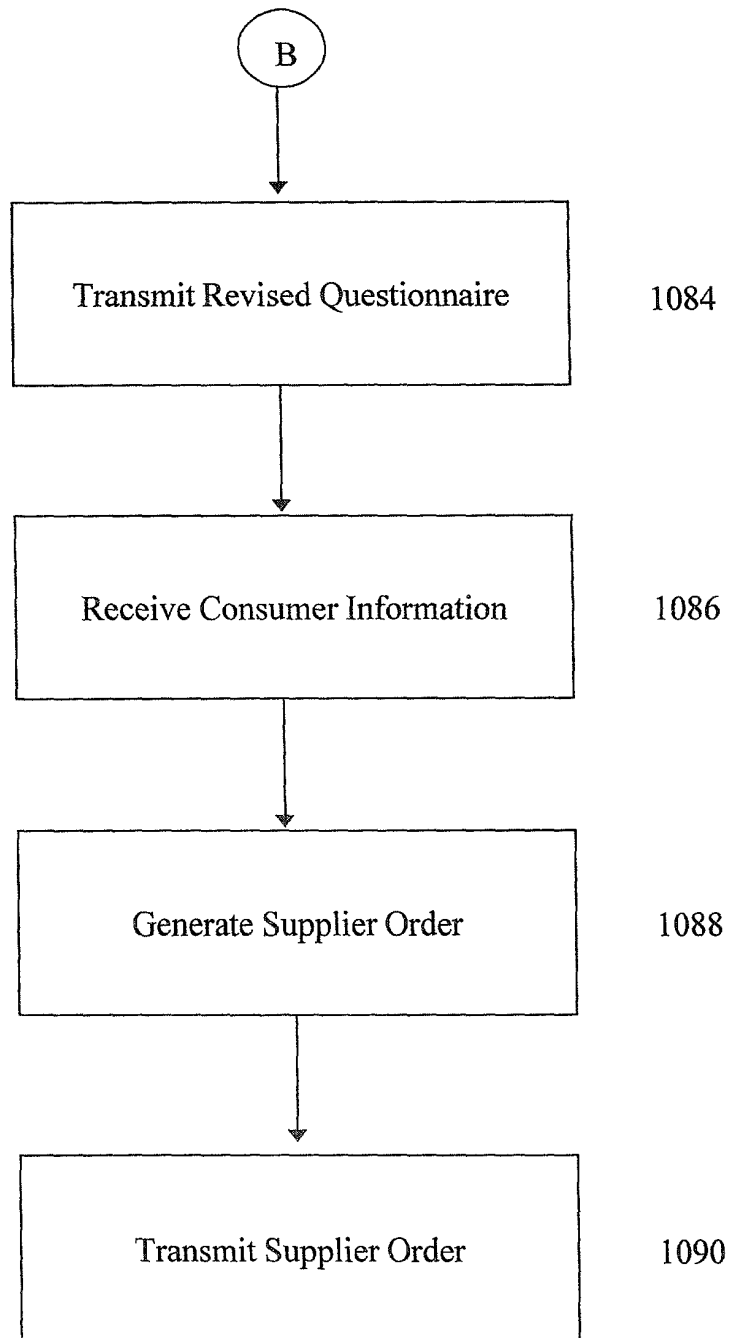 B
Transmit Revised Questionnaire 1084
Receive Consumer Information 1086
Generate Supplier Order 1088
Transmit Supplier Order 1090